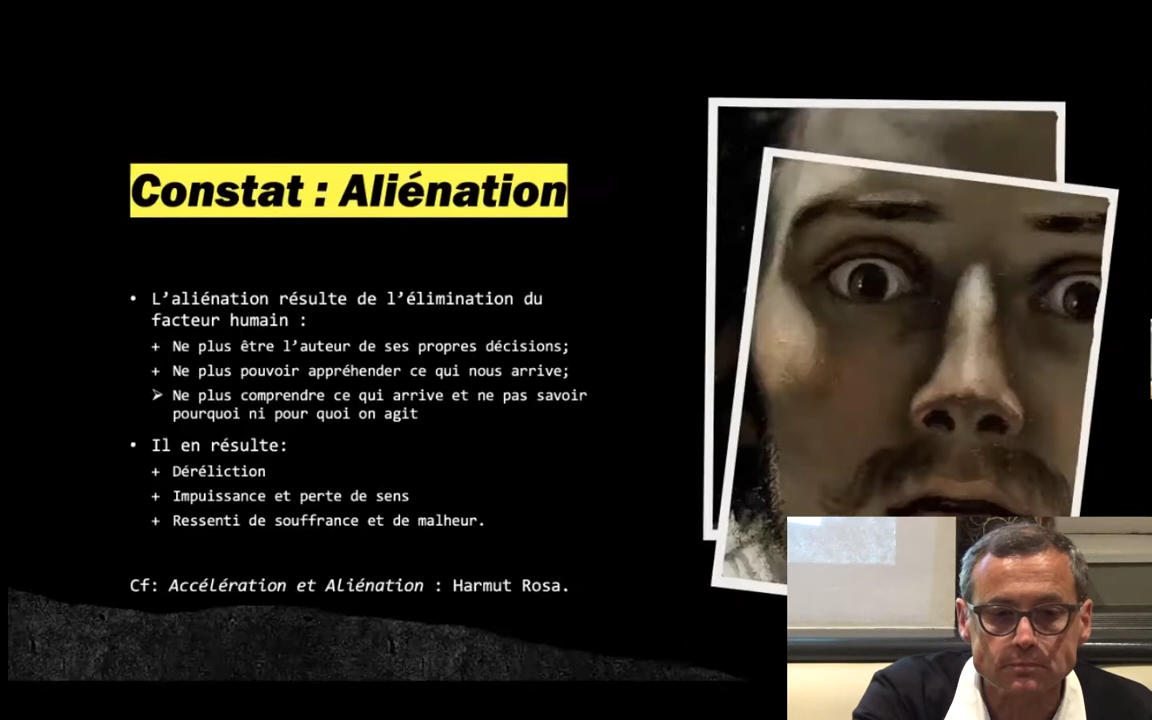 Constat : Aliénation
• L’aliénation résulte de l’élimination du
facteur humain :
+ Ne plus être l’auteur de ses propres décisions;
+ Ne plus pouvoir appréhender ce qui nous arrive;
➢ Ne plus comprendre ce qui arrive et ne pas savoir
pourquoi ni pour quoi on agit
• Il en résulte:
+ Déréliction
+ Impuissance et perte de sens
+ Ressenti de souffrance et de malheur.
Cf: Accélération et Aliénation : Harmut Rosa.